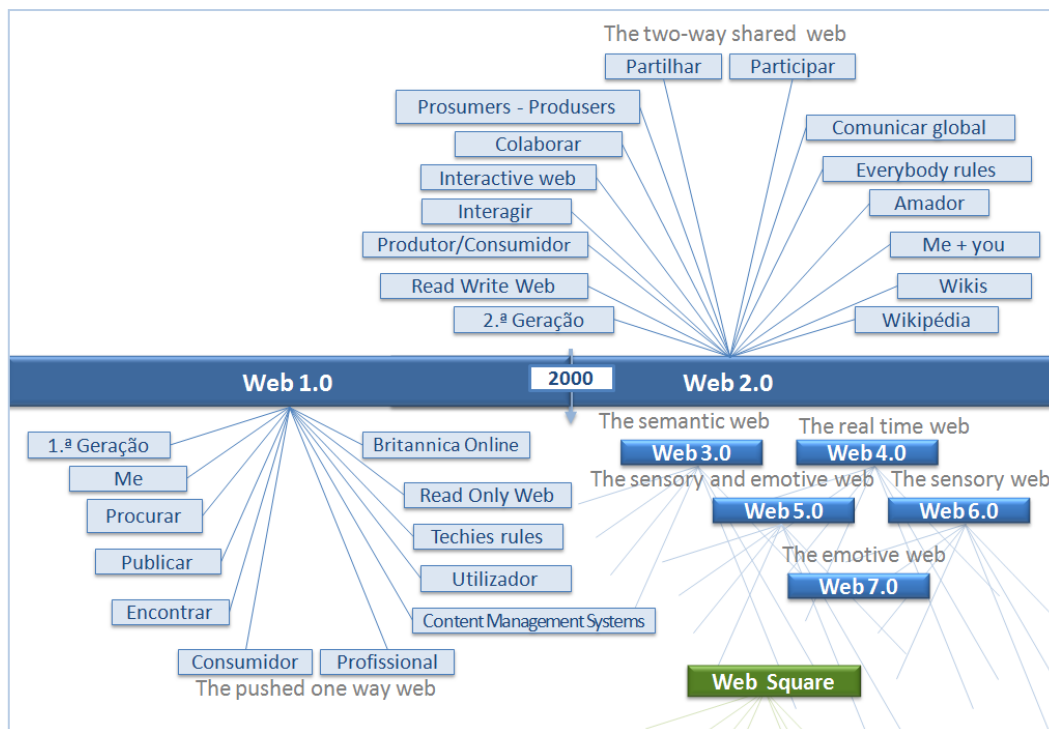 The two-way shared web
Partilhar
Participar
Prosumers - Produsers
Comunicar global
Colaborar
Everybody rules
Interactive web
Amador
Interagir
Produtor/Consumidor
Me + you
Read Write Web
Wikis
2.ª Geração
Wikipédia
Web 1.0
2000
Web 2.0
1.ª Geração
Britannica Online
Me
Read Only Web
Procurar
Techies rules
Publicar
Utilizador
Encontrar
Content Management Systems
Consumidor
Profissional
The pushed one way web
The semantic web
Web 3.0
The real time web
Web 4.0
The sensory and emotive web
Web 5.0
The sensory web
Web 6.0
The emotive web
Web 7.0
Web Square